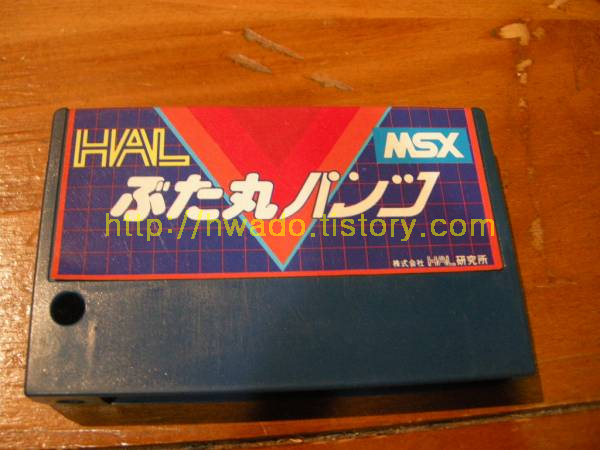 HAL
MSX
ぶた丸パンツ
http://nwado.tistory.com
株式会社 HAL研究所